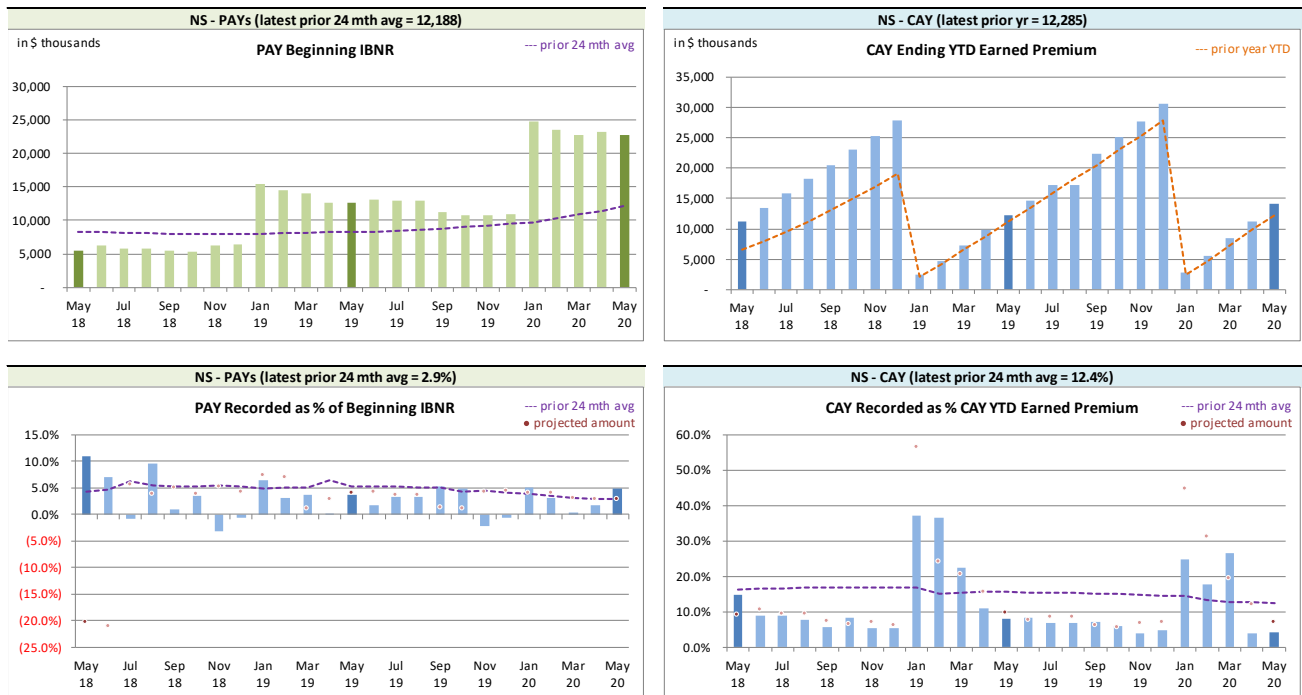 NS - PAYs (latest prior 24 mth avg = 12,188)
in $ thousands
PAY Beginning IBNR
--- prior 24 mth avg
30,000
25,000
20,000
15,000
10,000
5,000
-
May Jul Sep Nov Jan Mar May Jul Sep Nov Jan Mar May
18 18 18 18 19 19 19 19 19 19 20 20 20
NS - CAY (latest prior yr = 12,285)
in $ thousands
CAY Ending YTD Earned Premium
--- prior year YTD
35,000
30,000
25,000
20,000
15,000
10,000
5,000
-
May Jul Sep Nov Jan Mar May Jul Sep Nov Jan Mar May
18 18 18 18 19 19 19 19 19 19 20 20 20
NS - PAYs (latest prior 24 mth avg = 2.9%)
PAY Recorded as % of Beginning IBNR
--- prior 24 mth avg
• projected amount
15.0%
10.0%
5.0%
0.0%
(5.0%)
(10.0%)
(15.0%)
(20.0%)
(25.0%)
May Jul Sep Nov Jan Mar May Jul Sep Nov Jan Mar May
18 18 18 18 19 19 19 19 19 19 20 20 20
NS - CAY (latest prior 24 mth avg = 12.4%)
CAY Recorded as % CAY YTD Earned Premium
--- prior 24 mth avg
• projected amount
60.0%
50.0%
40.0%
30.0%
20.0%
10.0%
0.0%
May Jul Sep Nov Jan Mar May Jul Sep Nov Jan Mar May
18 18 18 18 19 19 19 19 19 19 20 20 20